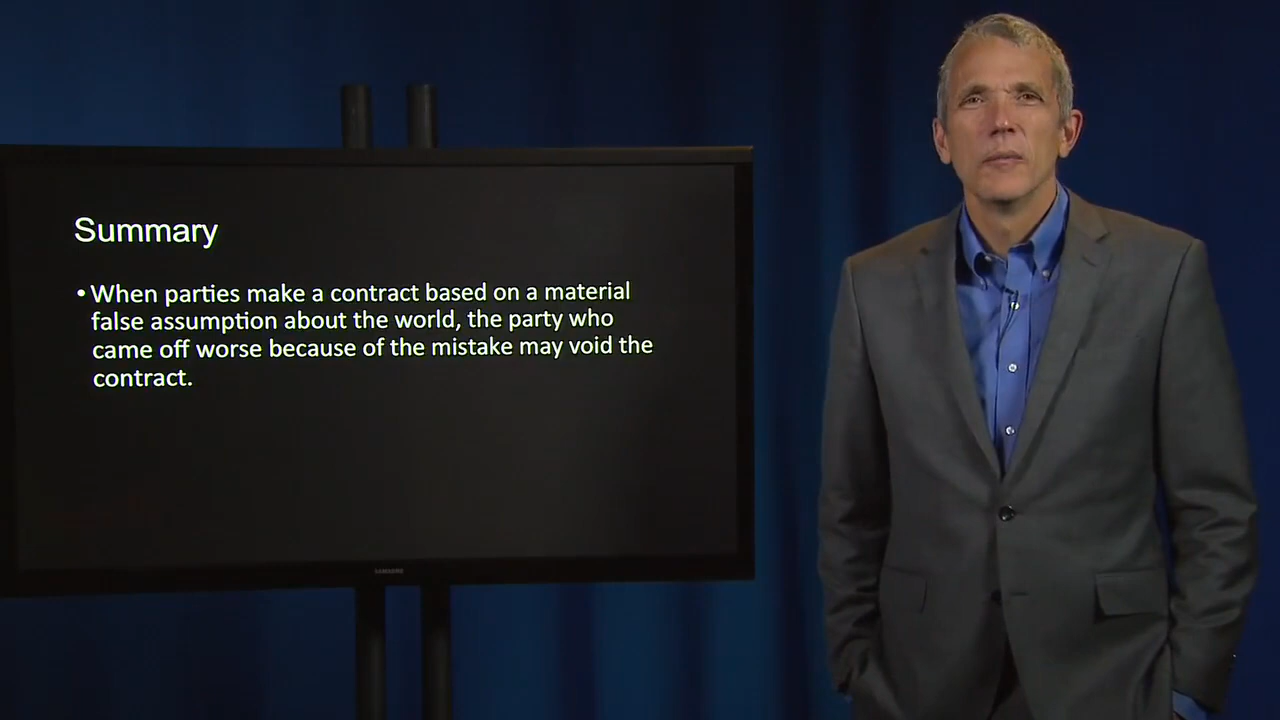 Summary
• When parties make a contract based on a material
false assumption about the world, the party who
came off worse because of the mistake may void the
contract.
SAMSUNG